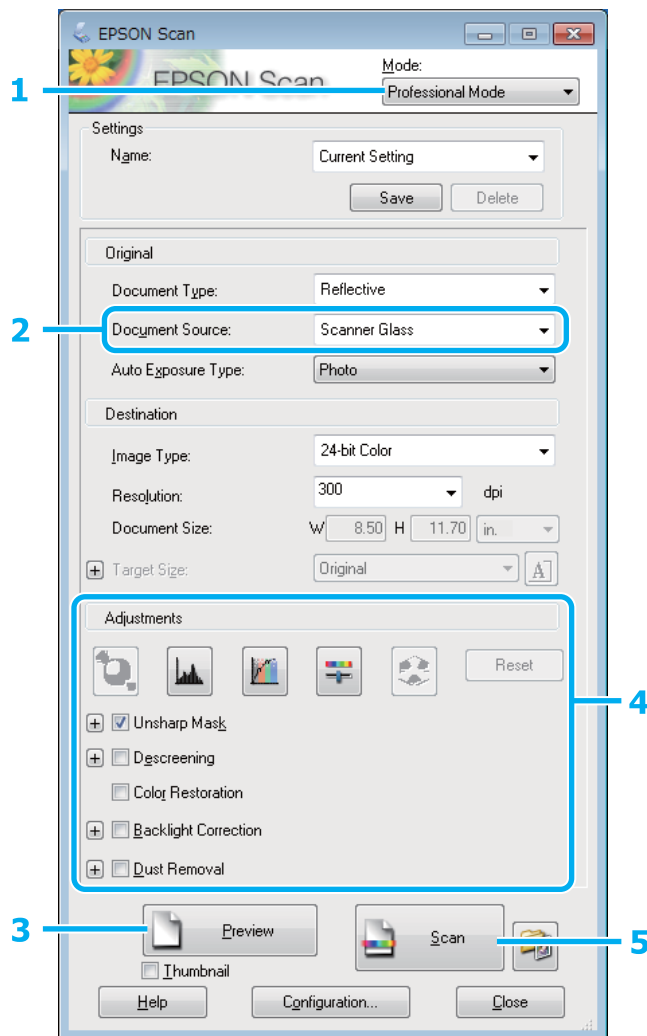 EPSON Scan
EPSON Scan
Mode:
1
Professional Mode
Settings
Name:
Current Setting
Save
Delete
Original
Document Type:
Reflective
2
Document Source:
Scanner Glass
Auto Exposure Type:
Photo
Destination
Image Type:
24-bit Color
Resolution:
300
dpi
Document Size:
W 8.50 H 11.70 in.
Target Size:
Original
A
Adjustments
Reset
4
Unsharp Mask
Descreening
Color Restoration
Backlight Correction
Dust Removal
3
Preview
Scan
5
Thumbnail
Help
Configuration...
Close